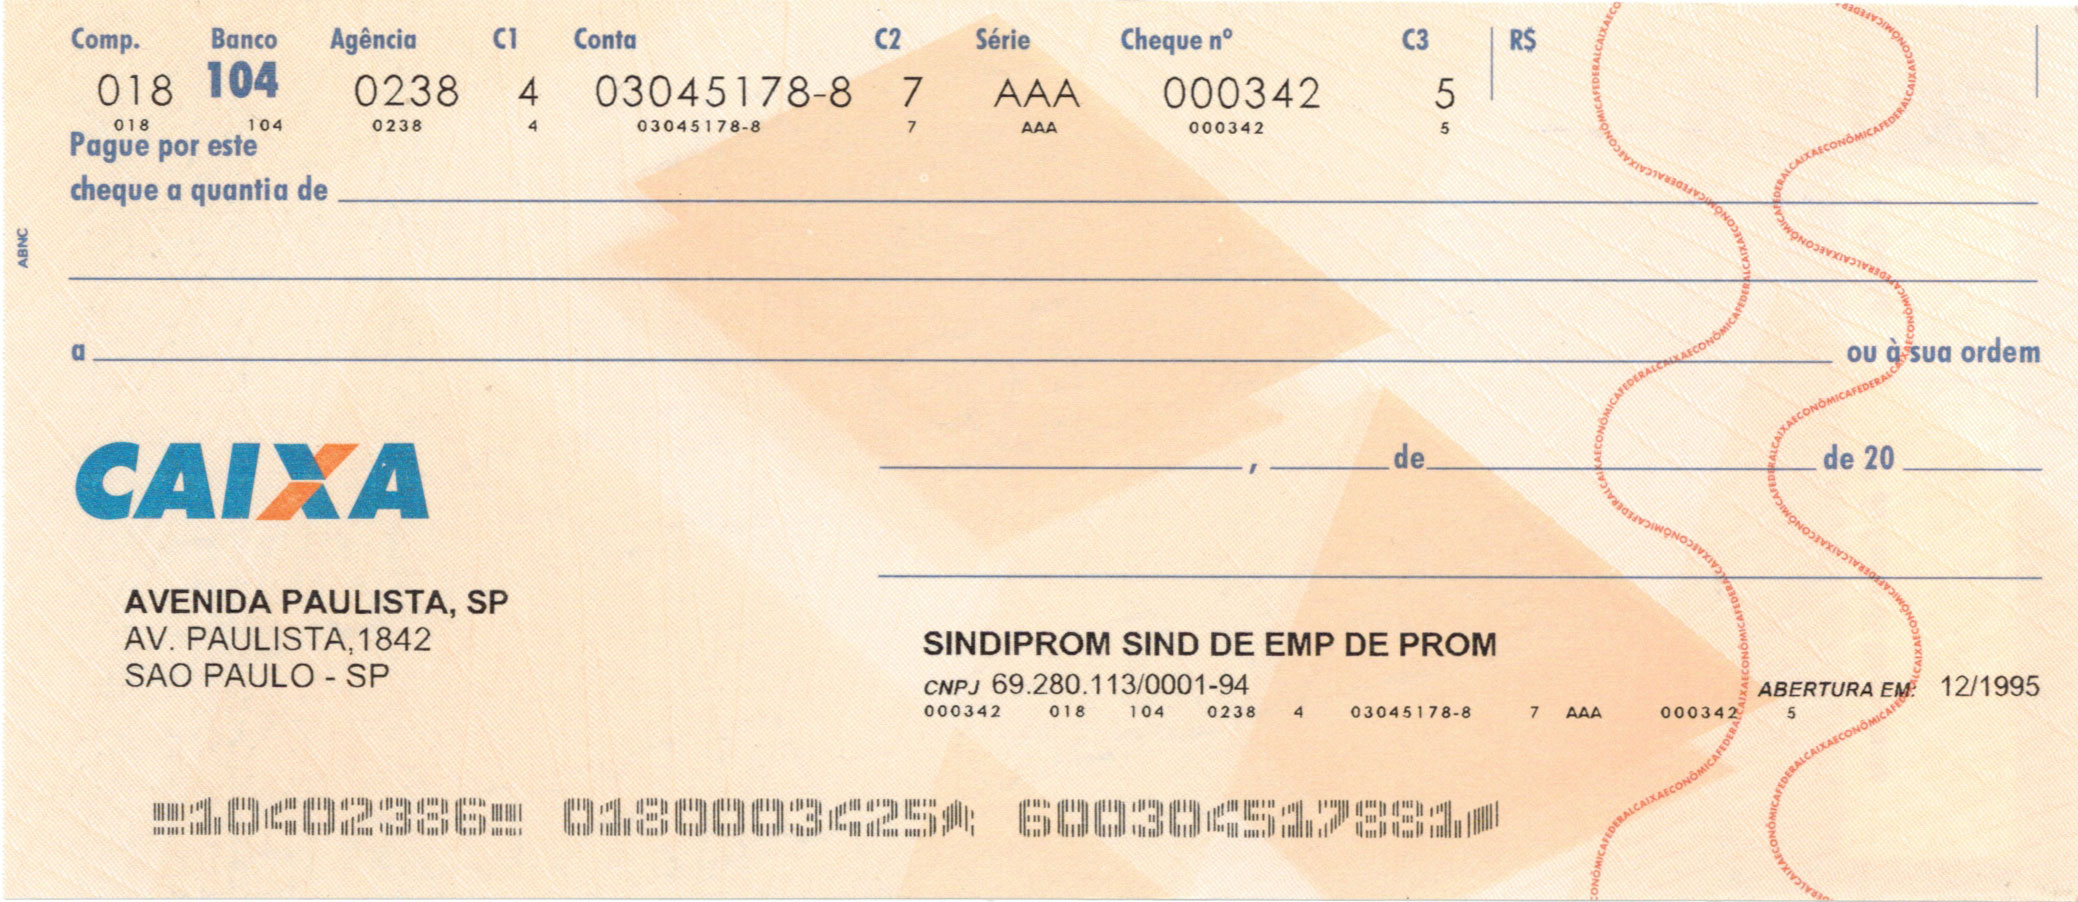 Comp. Banco Agência C1 Conta C2 Série Cheque nº C3 R$
018 104 0238 4 03045178-8 7 AAA 000342 5
018 104 0238 4 03045178-8 7 AAA 000342 5
Pague por este
cheque a quantia de
ABNC
a ou à sua ordem
CAIXA
, de de 20
AVENIDA PAULISTA, SP
AV. PAULISTA,1842
SAO PAULO - SP
SINDIPROM SIND DE EMP DE PROM
CNPJ 69.280.113/0001-94 ABERTURA EM: 12/1995
000342 018 104 0238 4 03045178-8 7 AAA 000342 5
10402386 0180003425 600304517881
CAIXAECONÔMICAFEDERALCAIXAECONÔMICAFEDERAL